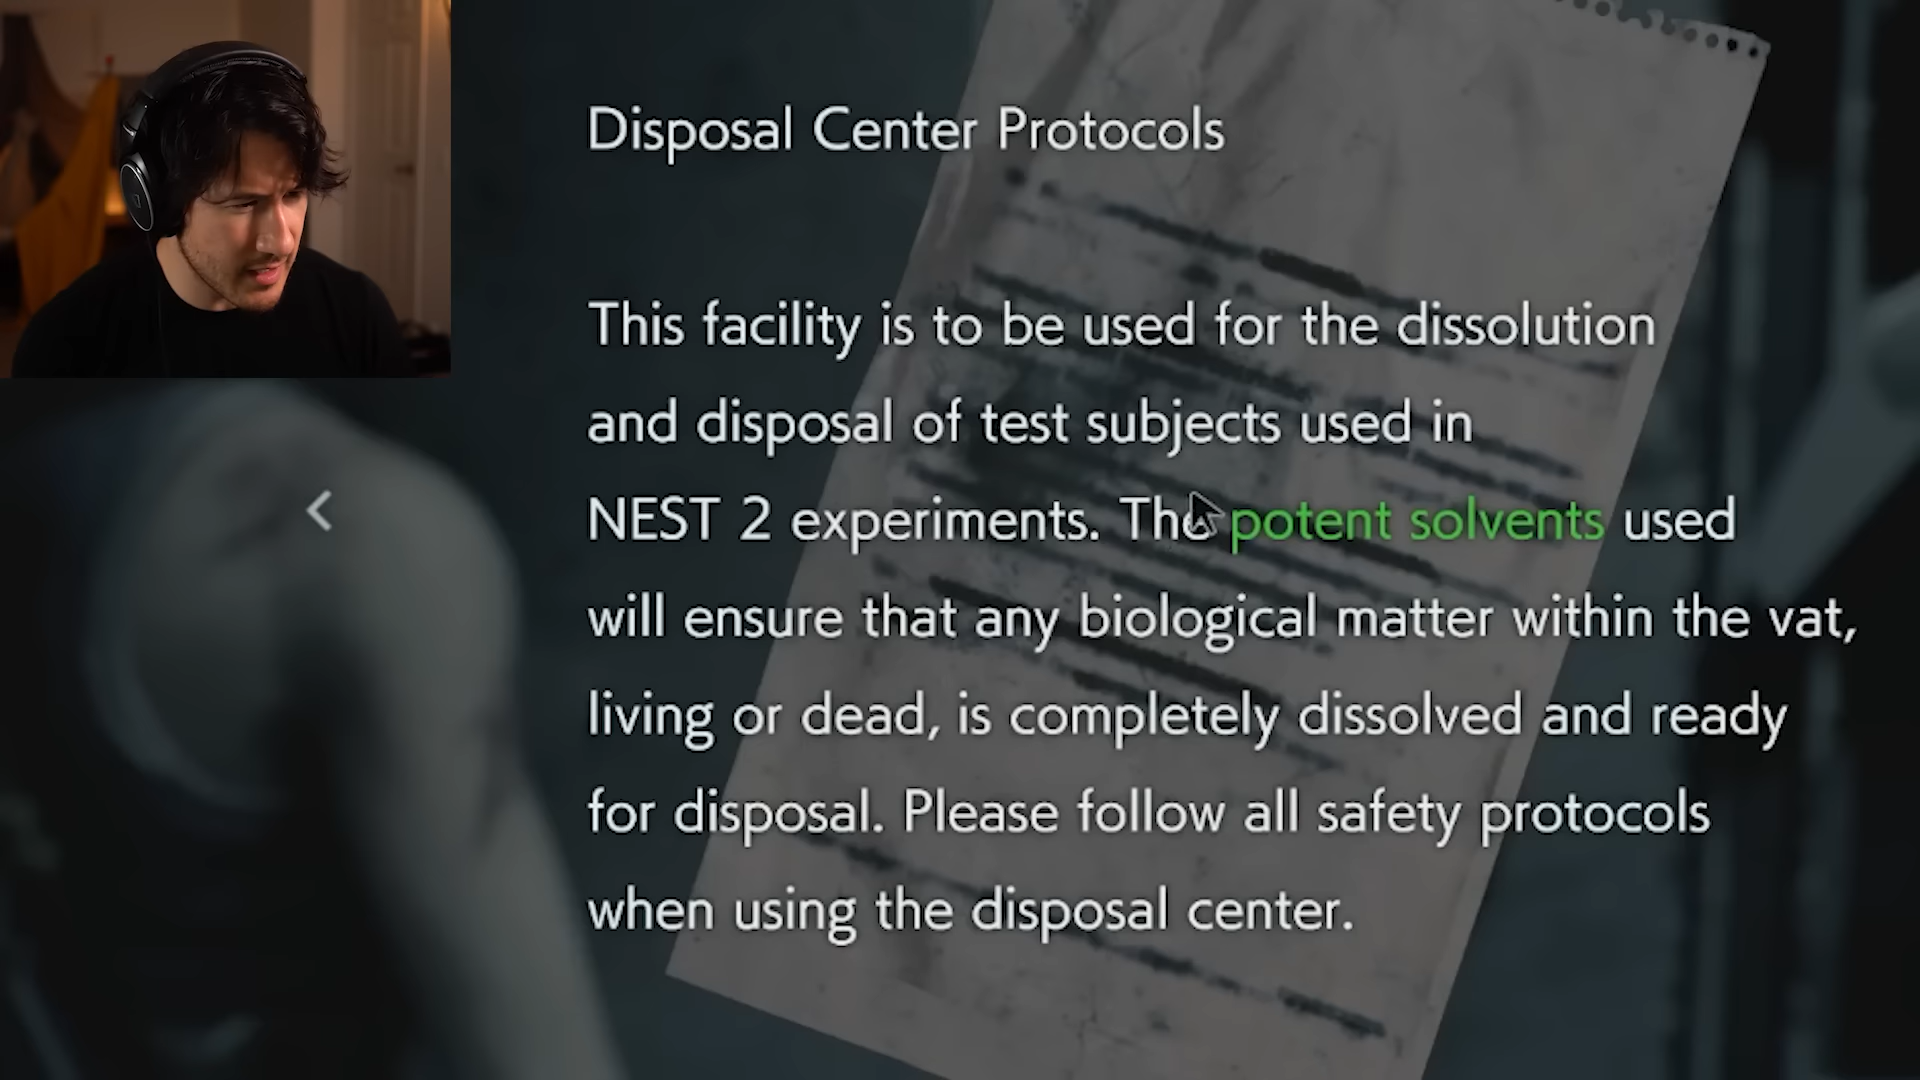 Disposal Center Protocols
This facility is to be used for the dissolution
and disposal of test subjects used in
NEST 2 experiments. The potent solvents used
will ensure that any biological matter within the vat,
living or dead, is completely dissolved and ready
for disposal. Please follow all safety protocols
when using the disposal center.